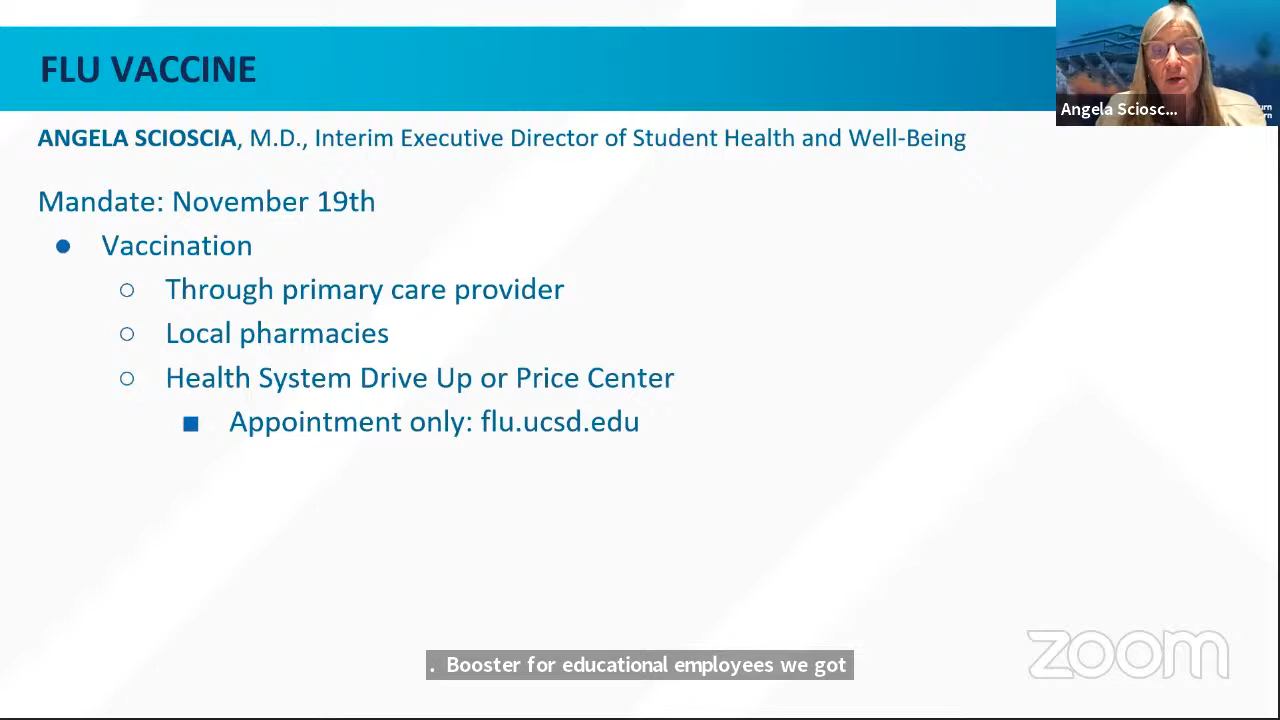 FLU VACCINE
Angela Sciosc...
ANGELA SCIOSCIA, M.D., Interim Executive Director of Student Health and Well-Being
Mandate: November 19th
● Vaccination
○ Through primary care provider
○ Local pharmacies
○ Health System Drive Up or Price Center
■ Appointment only: flu.ucsd.edu
. Booster for educational employees we got
zoom